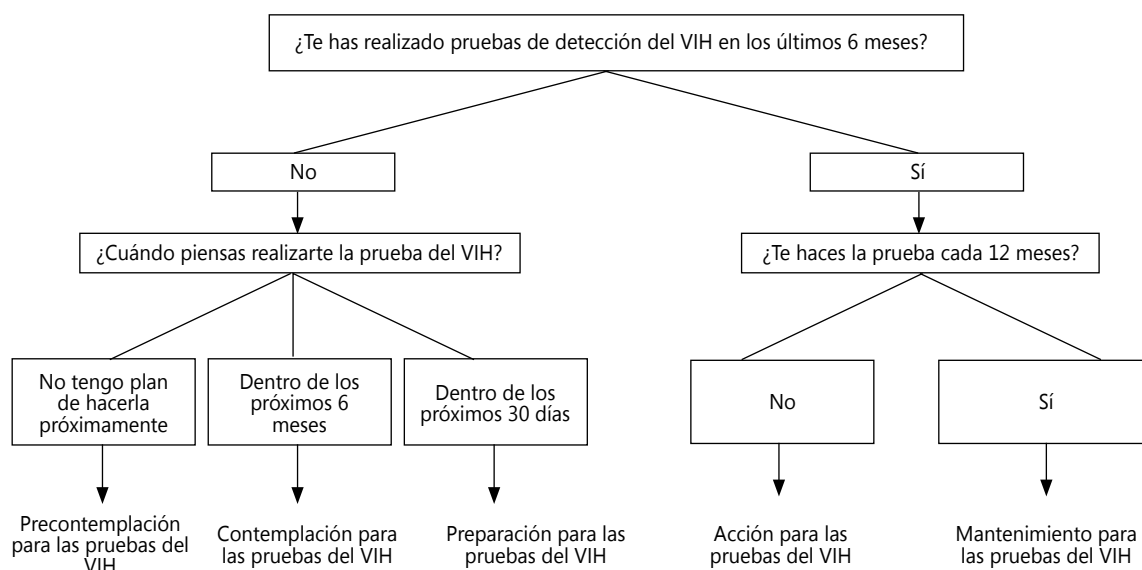 ¿Te has realizado pruebas de detección del VIH en los últimos 6 meses?
No
Sí
¿Cuándo piensas realizarte la prueba del VIH?
¿Te haces la prueba cada 12 meses?
No tengo plan
de hacerla
próximamente
Dentro de los
próximos 6
meses
Dentro de los
próximos 30 días
No
Sí
Precontemplación
para las pruebas del
VIH
Contemplación para
las pruebas del VIH
Preparación para las
pruebas del VIH
Acción para las
pruebas del VIH
Mantenimiento para
las pruebas del VIH